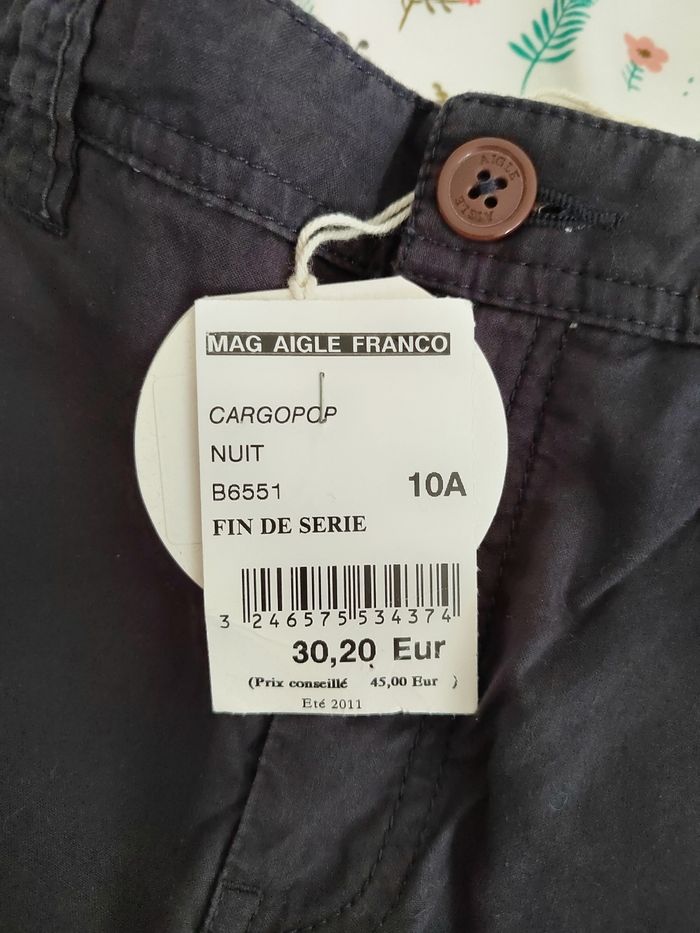 AIGLE
AIGLE
MAG AIGLE FRANCO
CARGOPOP
NUIT
B6551 10A
FIN DE SERIE
3 246575 534374
30,20 Eur
(Prix conseillé 45,00 Eur )
Eté 2011